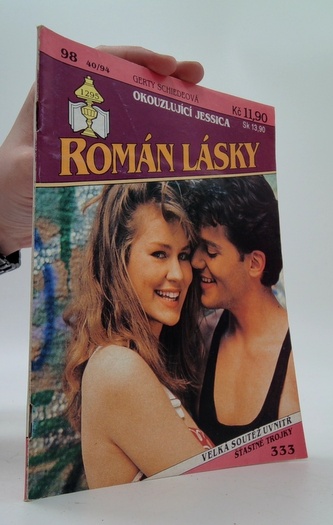 98 40/94
1295
GERTY SCHIEDEOVÁ
OKOUZLUJÍCÍ JESSICA
Kč 11,90
Sk 13,90
ROMÁN LÁSKY
VELKÁ SOUTĚŽ UVNITŘ
ŠŤASTNÉ TROJKY
333